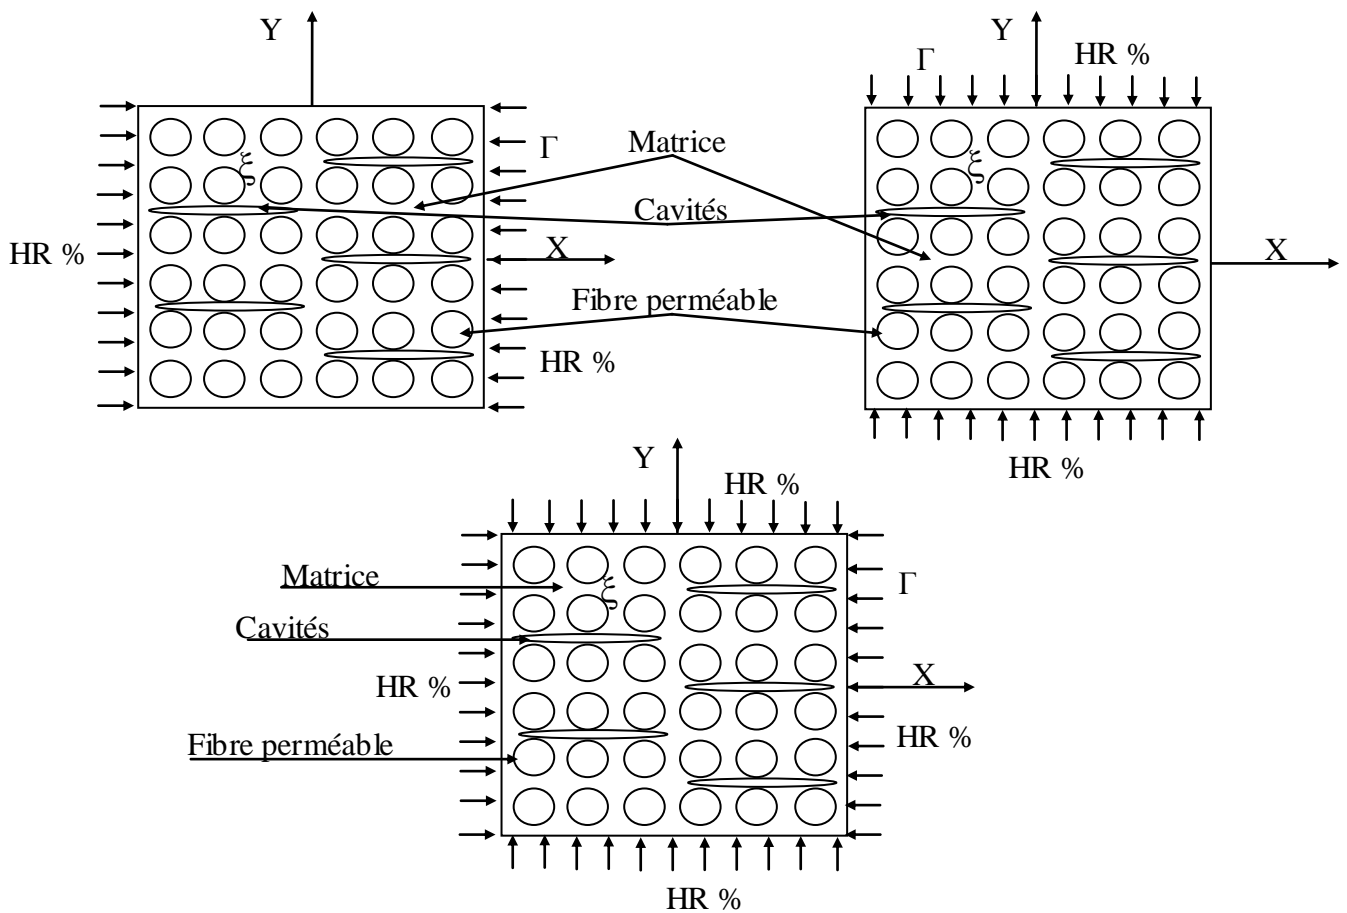 Y
Y
Γ
HR %
Matrice
Γ
ξ
ξ
Cavités
HR %
X
X
Fibre perméable
HR %
HR %
Y
HR %
Matrice
ξ
Γ
Cavités
HR %
X
HR %
Fibre perméable
HR %